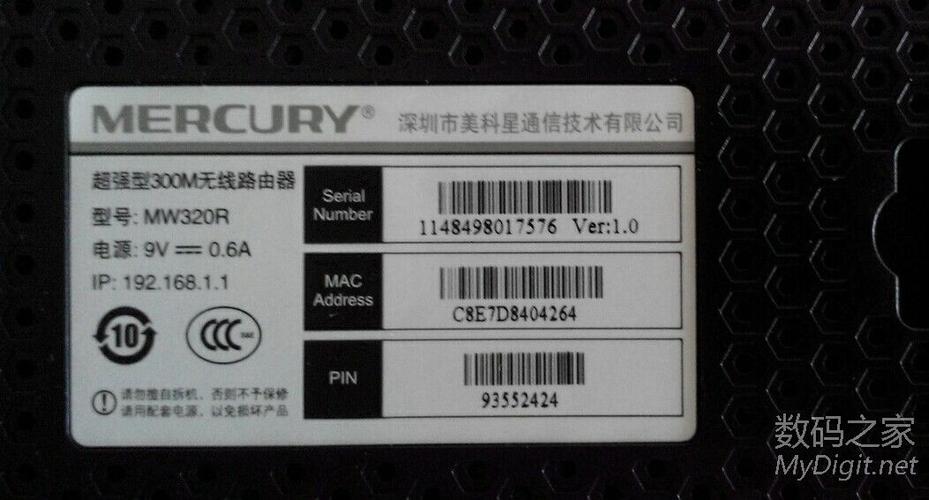 MERCURY® 深圳市美科星通信技术有限公司
超强型300M无线路由器
型号: MW320R
电源: 9V ⎓ 0.6A
IP: 192.168.1.1
10
CCC
请勿擅自拆机，否则不予保修
请用配套电源，以免损坏产品
Serial
Number
1148498017576 Ver:1.0
MAC
Address
C8E7D8404264
PIN
93552424
数码之家
MyDigit.net